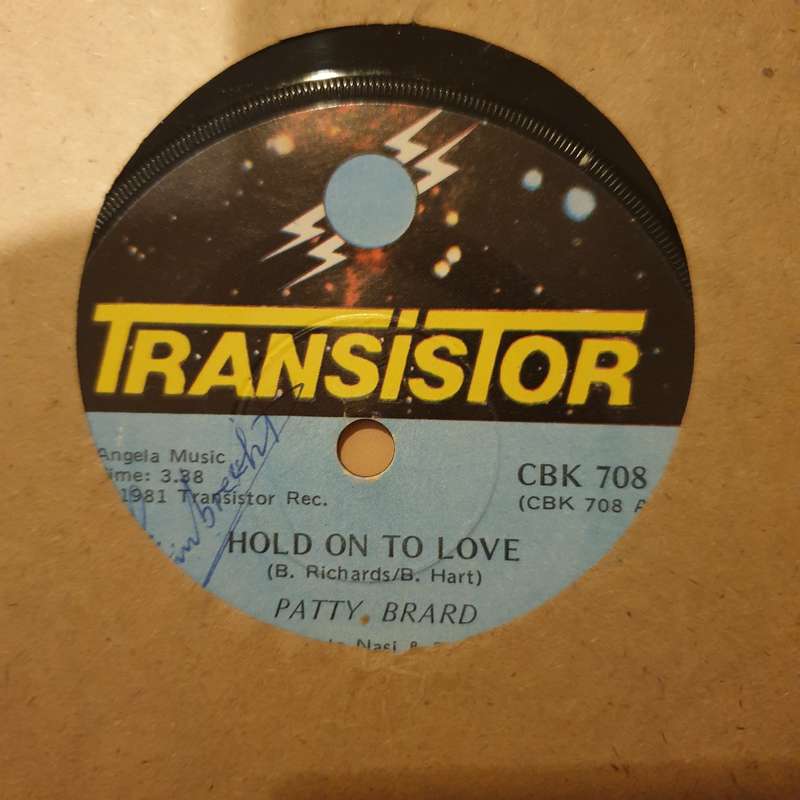 TRANSiSTOR
Angela Music
ime: 3.38
1981 Transistor Rec.
CBK 708
(CBK 708 A
HOLD ON TO LOVE
(B. Richards/B. Hart)
PATTY BRARD
Nasi &